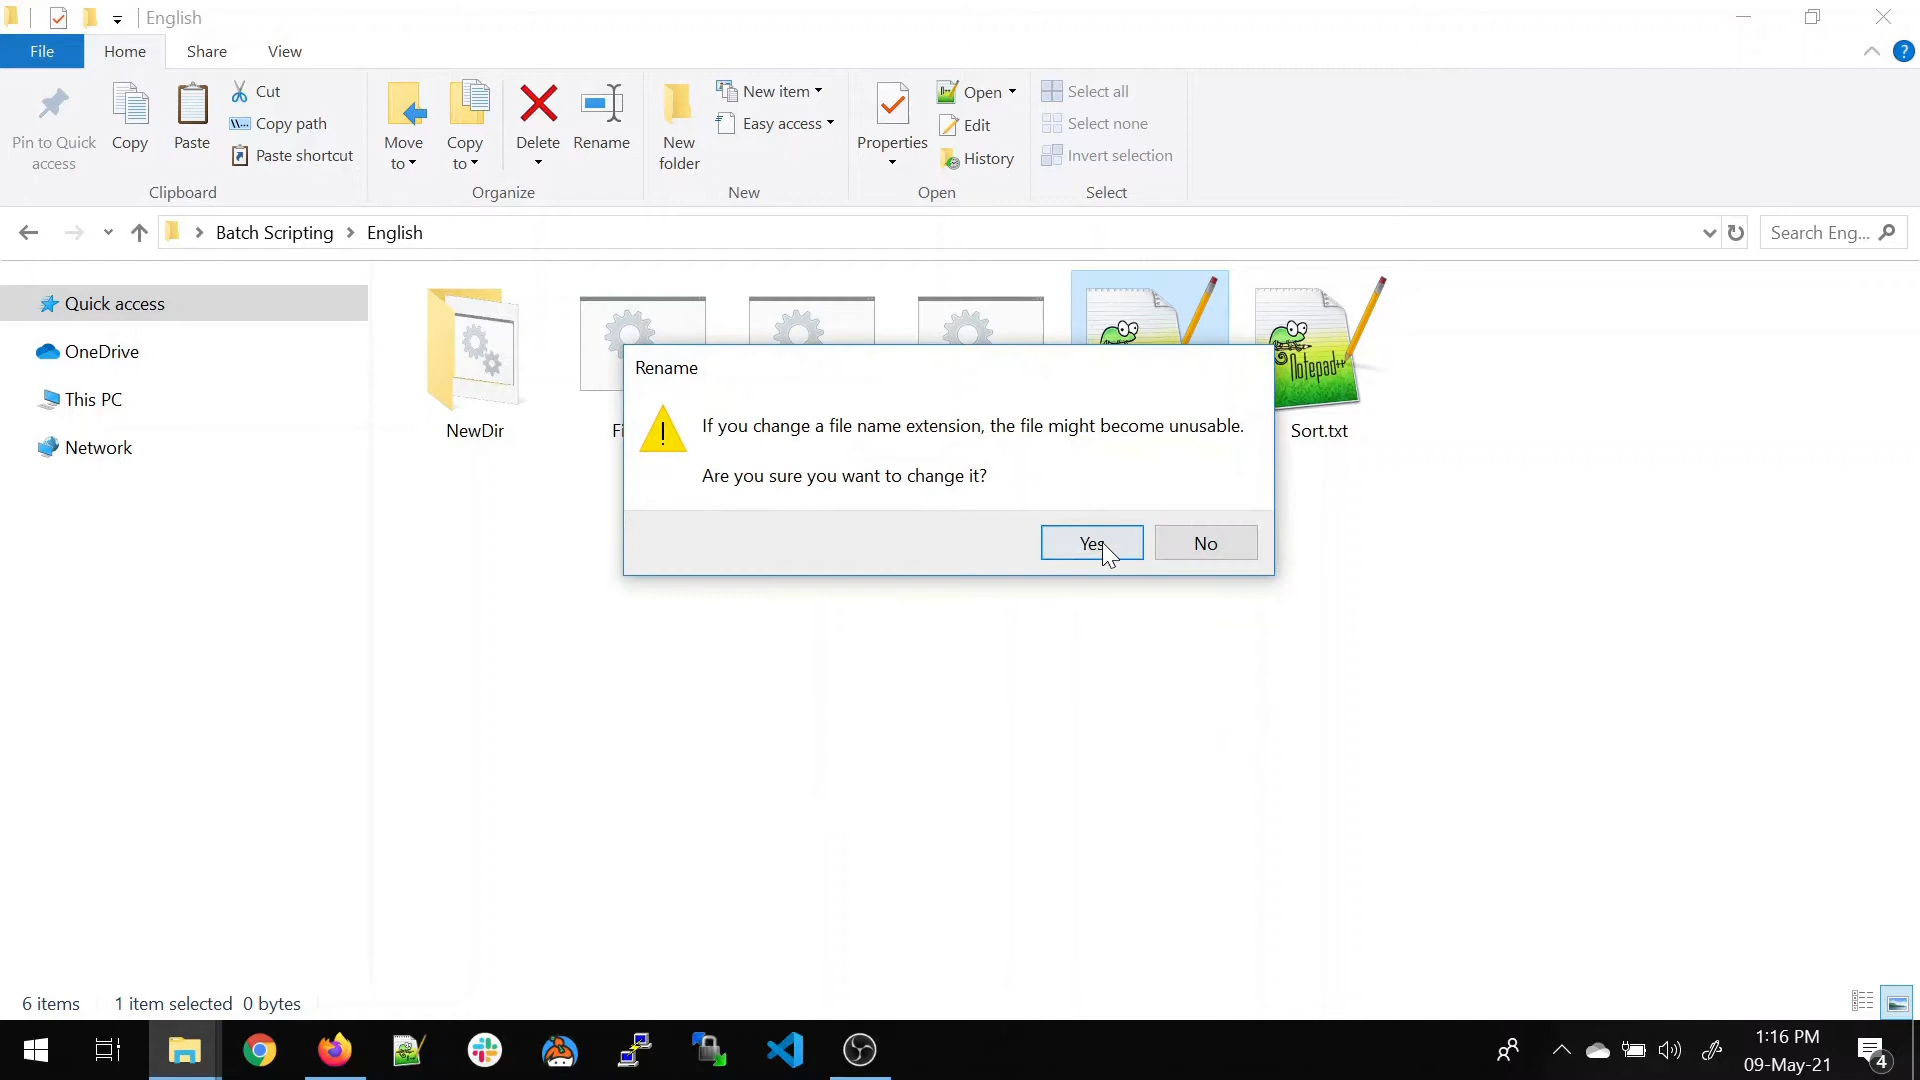 English
File Home Share View
Pin to Quick access
Copy
Paste
Cut
Copy path
Paste shortcut
Clipboard
Move to
Copy to
Delete
Rename
Organize
New folder
New item
Easy access
New
Properties
Open
Edit
History
Open
Select all
Select none
Invert selection
Select
Batch Scripting English
Search Eng...
Quick access
OneDrive
This PC
Network
NewDir
Fi
Notepad++
Sort.txt
Rename
If you change a file name extension, the file might become unusable.
Are you sure you want to change it?
Yes No
6 items 1 item selected 0 bytes
1:16 PM
09-May-21
4